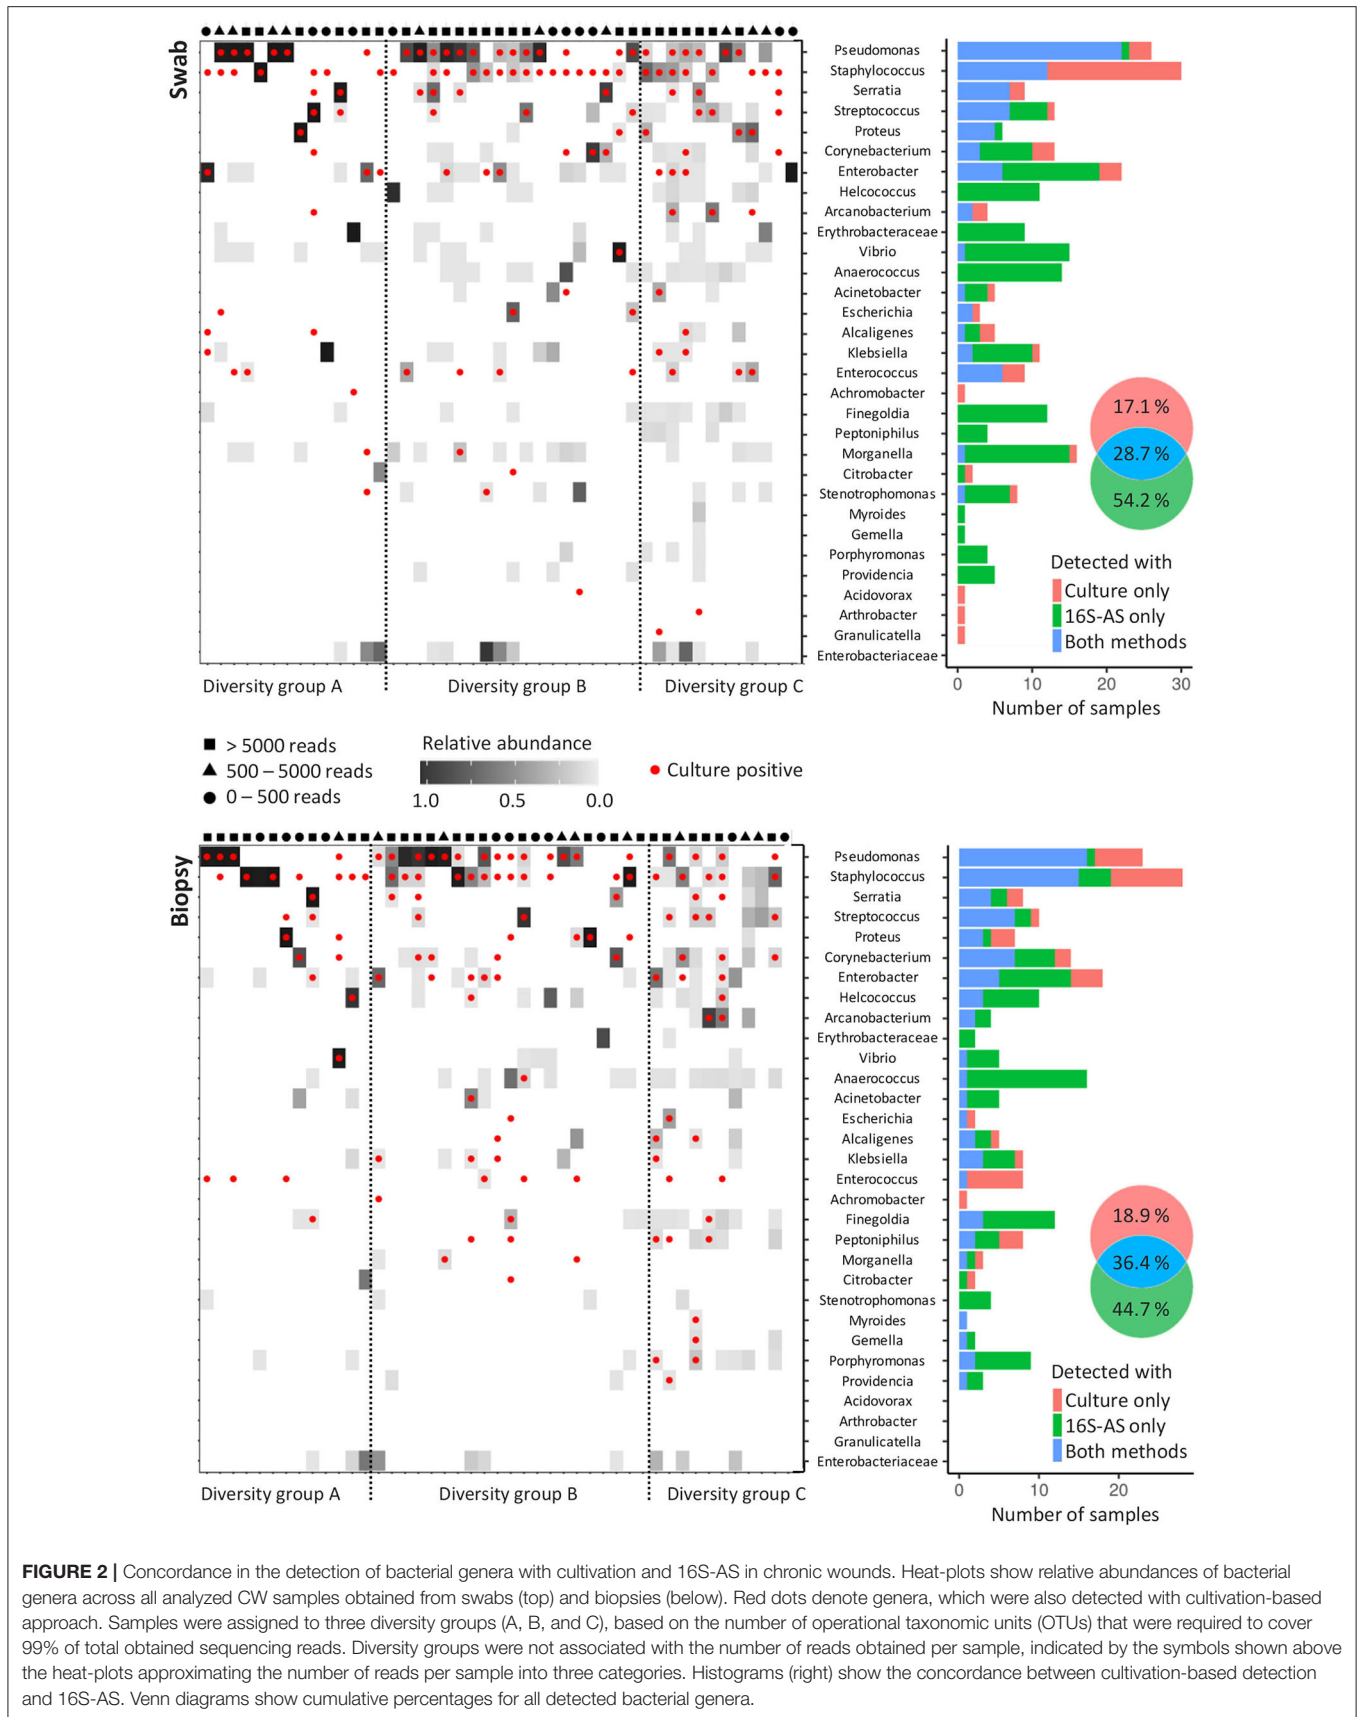 Swab
Pseudomonas
Staphylococcus
Serratia
Streptococcus
Proteus
Corynebacterium
Enterobacter
Helcococcus
Arcanobacterium
Erythrobacteraceae
Vibrio
Anaerococcus
Acinetobacter
Escherichia
Alcaligenes
Klebsiella
Enterococcus
Achromobacter
Finegoldia
Peptoniphilus
Morganella
Citrobacter
Stenotrophomonas
Myroides
Gemella
Porphyromonas
Providencia
Acidovorax
Arthrobacter
Granulicatella
Enterobacteriaceae
17.1 %
28.7 %
54.2 %
Detected with
Culture only
16S-AS only
Both methods
0 10 20 30
Number of samples
Diversity group A Diversity group B Diversity group C
> 5000 reads
500 – 5000 reads
0 – 500 reads
Relative abundance
1.0 0.5 0.0
Culture positive
Biopsy
Pseudomonas
Staphylococcus
Serratia
Streptococcus
Proteus
Corynebacterium
Enterobacter
Helcococcus
Arcanobacterium
Erythrobacteraceae
Vibrio
Anaerococcus
Acinetobacter
Escherichia
Alcaligenes
Klebsiella
Enterococcus
Achromobacter
Finegoldia
Peptoniphilus
Morganella
Citrobacter
Stenotrophomonas
Myroides
Gemella
Porphyromonas
Providencia
Acidovorax
Arthrobacter
Granulicatella
Enterobacteriaceae
18.9 %
36.4 %
44.7 %
Detected with
Culture only
16S-AS only
Both methods
0 10 20
Number of samples
Diversity group A Diversity group B Diversity group C
FIGURE 2 | Concordance in the detection of bacterial genera with cultivation and 16S-AS in chronic wounds. Heat-plots show relative abundances of bacterial
genera across all analyzed CW samples obtained from swabs (top) and biopsies (below). Red dots denote genera, which were also detected with cultivation-based
approach. Samples were assigned to three diversity groups (A, B, and C), based on the number of operational taxonomic units (OTUs) that were required to cover
99% of total obtained sequencing reads. Diversity groups were not associated with the number of reads obtained per sample, indicated by the symbols shown above
the heat-plots approximating the number of reads per sample into three categories. Histograms (right) show the concordance between cultivation-based detection
and 16S-AS. Venn diagrams show cumulative percentages for all detected bacterial genera.